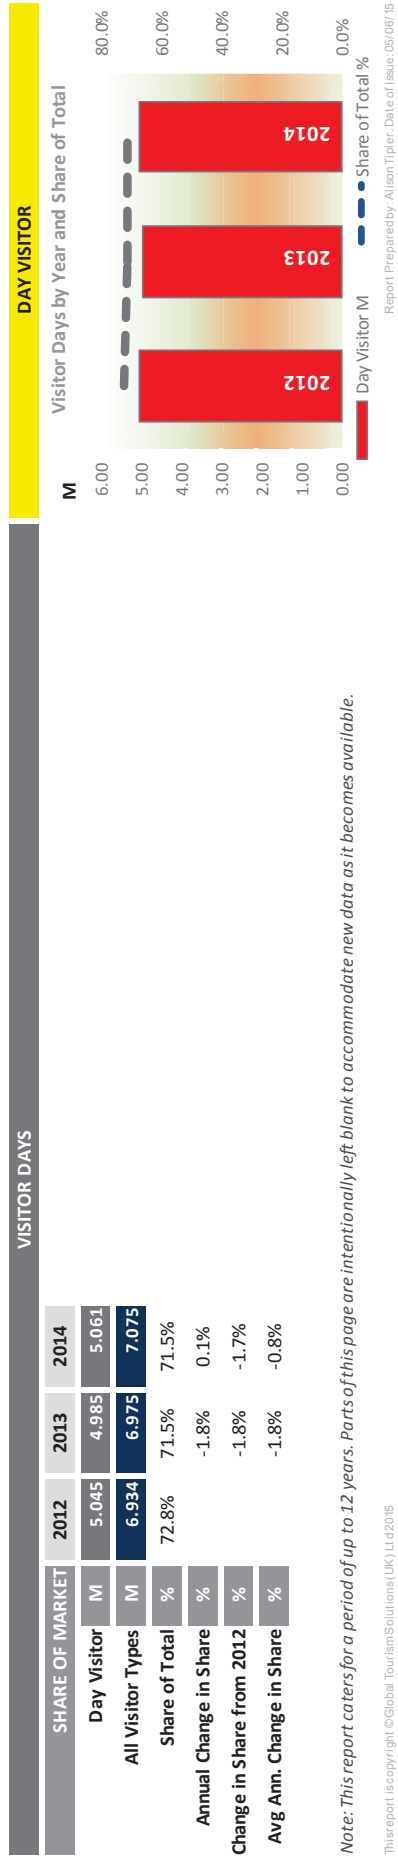 VISITOR DAYS DAY VISITOR
SHARE OF MARKET 2012 2013 2014
Day Visitor M 5.045 4.985 5.061
All Visitor Types M 6.934 6.975 7.075
Share of Total % 72.8% 71.5% 71.5%
Annual Change in Share % -1.8% 0.1%
Change in Share from 2012 % -1.8% -1.7%
Avg Ann. Change in Share % -1.8% -0.8%
Visitor Days by Year and Share of Total
M
6.00 80.0%
5.00
60.0%
4.00
3.00 40.0%
2.00
20.0%
1.00
0.00 0.0%
2012 2013 2014
Day Visitor M Share of Total %
Note: This report caters for a period of up to 12 years. Parts of this page are intentionally left blank to accommodate new data as it becomes available.
This report is copyright © Global Tourism Solutions (UK) Ltd 2015 Report Prepared by: Alison Tipler. Date of Issue: 05/06/15